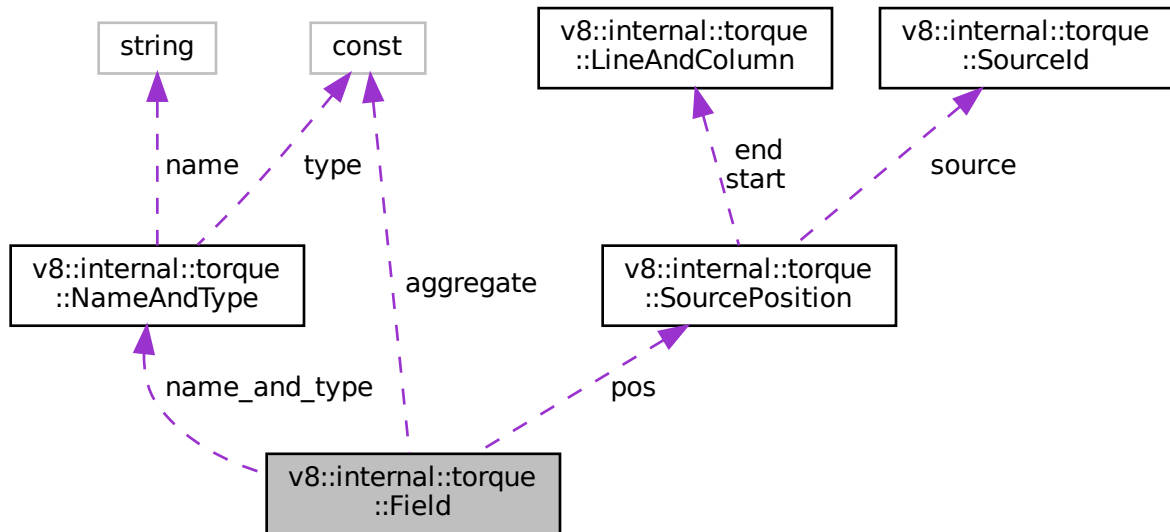 string
const
v8::internal::torque
::LineAndColumn
v8::internal::torque
::SourceId
name
type
end
start
source
v8::internal::torque
::NameAndType
aggregate
v8::internal::torque
::SourcePosition
name_and_type
pos
v8::internal::torque
::Field